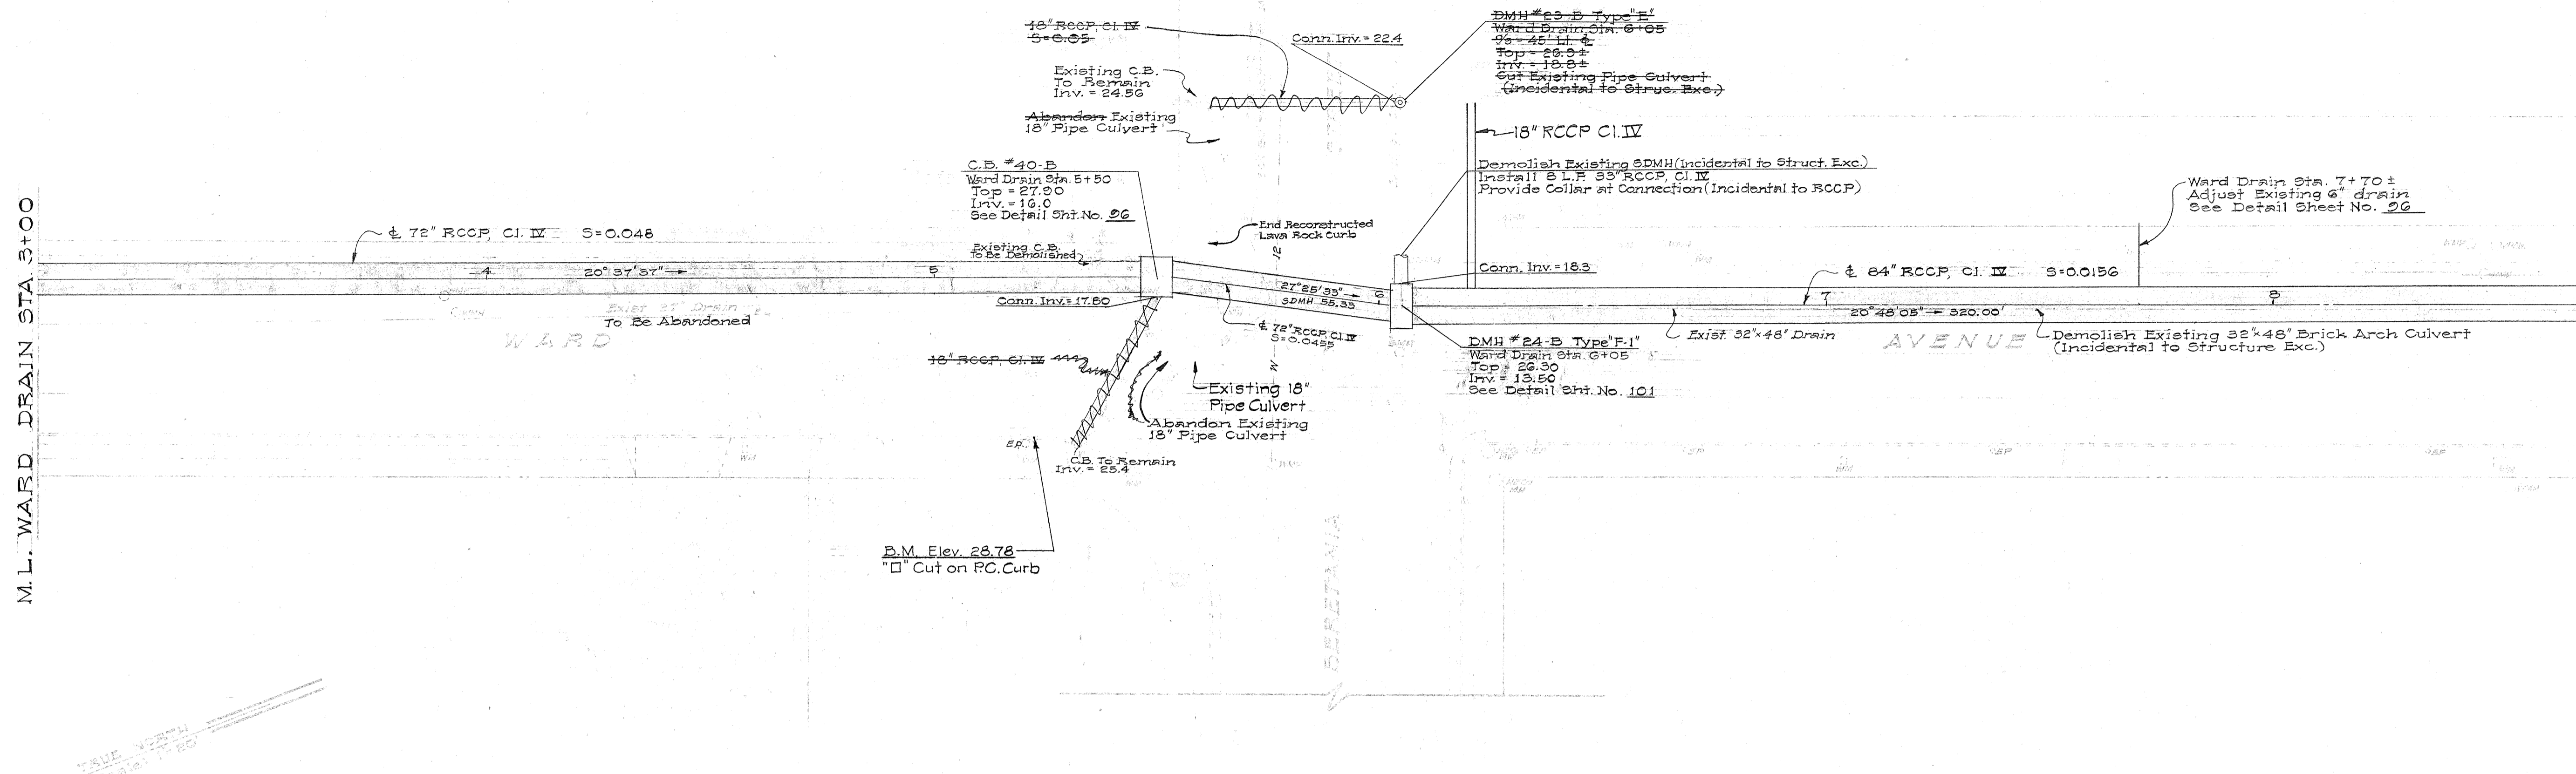 18" RCCP, Cl. IV
S=0.05
Conn. Inv. = 22.4
DMH #23-B Type "E"
Ward Drain Sta. 6+05
o/s = 45' Lt. ℄
Top = 26.9±
Inv. = 18.8±
Cut Existing Pipe Culvert
(Incidental to Struc. Exc.)
Existing C.B.
To Remain
Inv. = 24.56
Abandon Existing
18" Pipe Culvert
18" RCCP Cl. IV
C.B. #40-B
Ward Drain Sta. 5+50
Top = 27.90
Inv. = 16.0
See Detail Sht. No. 96
Demolish Existing SDMH (Incidental to Struct. Exc.)
Install 8 L.F. 33" RCCP, Cl. IV
Provide Collar at Connection (Incidental to RCCP)
Ward Drain Sta. 7+70 ±
Adjust Existing 6" drain
See Detail Sheet No. 96
M.L. WARD DRAIN STA. 3+00
℄ 72" RCCP, Cl. IV S=0.048
End Reconstructed
Lava Rock Curb
Existing C.B.
To Be Demolished
Conn. Inv. = 18.3
℄ 84" RCCP, Cl. IV S=0.0156
4
20° 37' 37"
5
27° 25' 33"
SDMH 55.33
6
7
8
20° 48' 05" 320.00'
Conn. Inv. = 17.80
To Be Abandoned
WARD
℄ 72" RCCP, Cl. IV
S=0.0455
Exist. 32"x48" Drain
AVENUE
Demolish Existing 32"x48" Brick Arch Culvert
(Incidental to Structure Exc.)
DMH #24-B Type "F-1"
Ward Drain Sta. 6+05
Top = 26.30
Inv. = 13.50
See Detail Sht. No. 101
18" RCCP, Cl. IV
Existing 18"
Pipe Culvert
Abandon Existing
18" Pipe Culvert
E.P.
C.B. To Remain
Inv. = 25.4
B.M. Elev. 28.78
"□" Cut on P.C. Curb
BERETANIA
TRUE NORTH